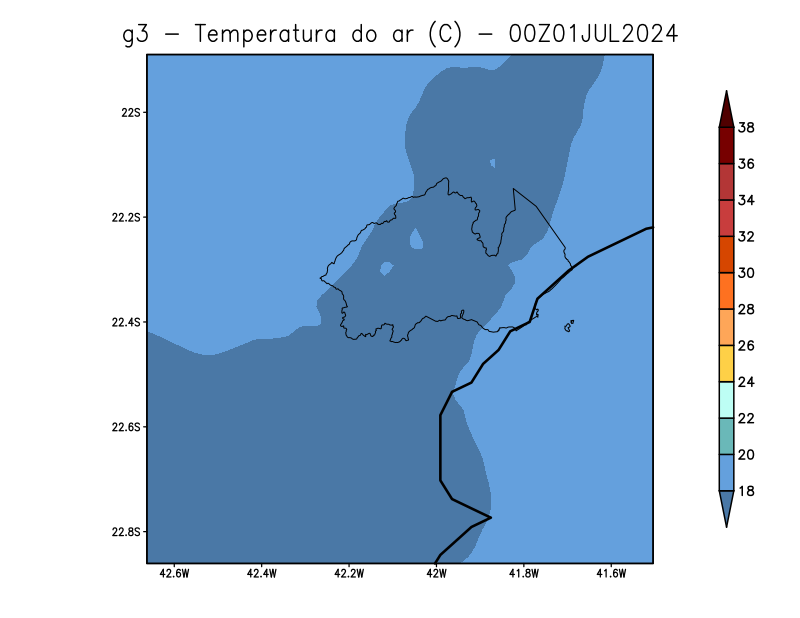 g3 – Temperatura do ar (C) – 00Z01JUL2024
22S
22.2S
22.4S
22.6S
22.8S
42.6W
42.4W
42.2W
42W
41.8W
41.6W
38
36
34
32
30
28
26
24
22
20
18